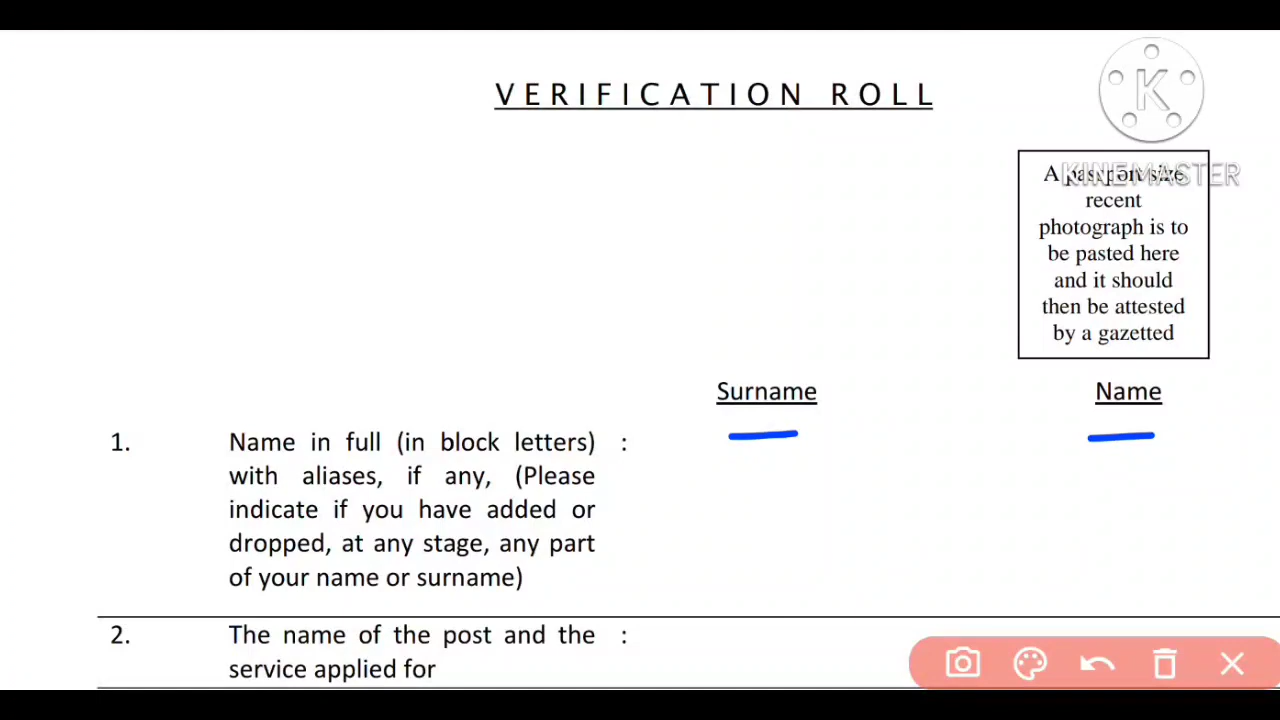 VERIFICATION ROLL
K
KINEMASTER
A passport size
recent
photograph is to
be pasted here
and it should
then be attested
by a gazetted
Surname Name
1. Name in full (in block letters) :
with aliases, if any, (Please
indicate if you have added or
dropped, at any stage, any part
of your name or surname)
2. The name of the post and the :
service applied for